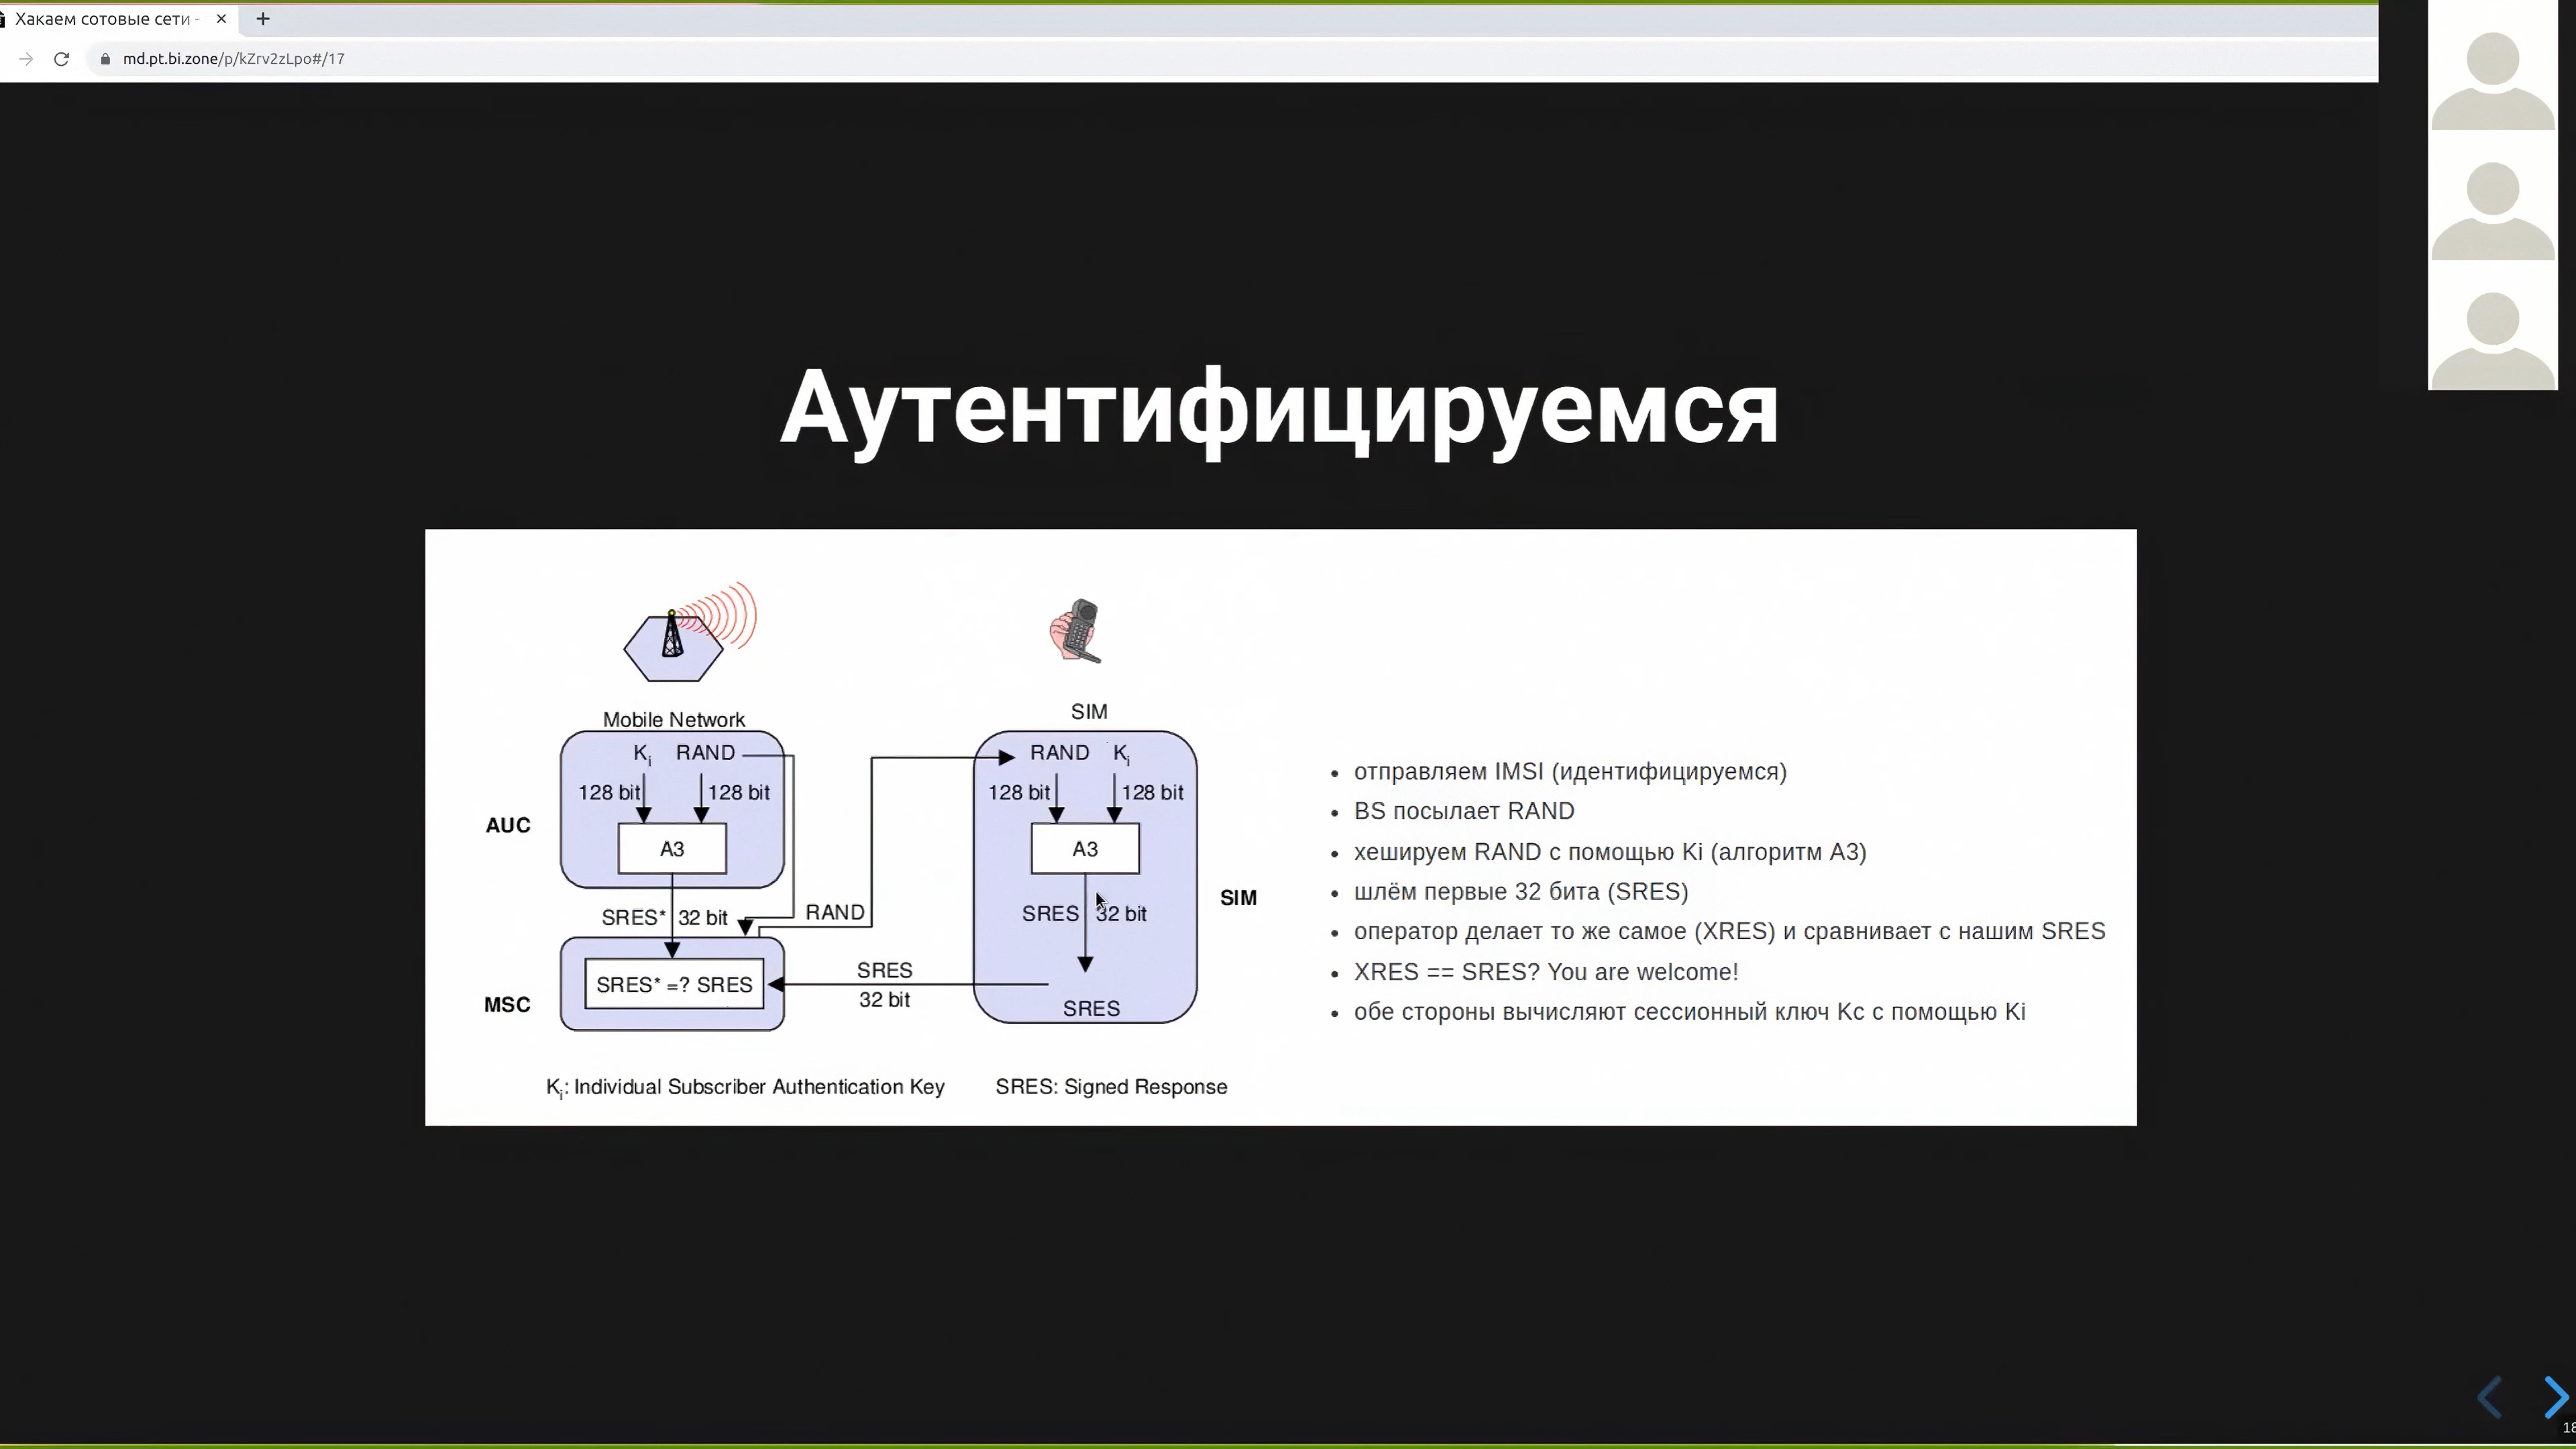 Хакаем сотовые сети -
md.pt.bi.zone/p/kZrv2zLpo#/17
Аутентифицируемся
Mobile Network
SIM
Ki RAND
128 bit 128 bit
AUC
A3
SRES* 32 bit
RAND
MSC
SRES* =? SRES
SRES
32 bit
RAND Ki
128 bit 128 bit
A3
SRES 32 bit
SRES
SIM
Ki: Individual Subscriber Authentication Key
SRES: Signed Response
• отправляем IMSI (идентифицируемся)
• BS посылает RAND
• хешируем RAND с помощью Ki (алгоритм A3)
• шлём первые 32 бита (SRES)
• оператор делает то же самое (XRES) и сравнивает с нашим SRES
• XRES == SRES? You are welcome!
• обе стороны вычисляют сессионный ключ Kc с помощью Ki
18